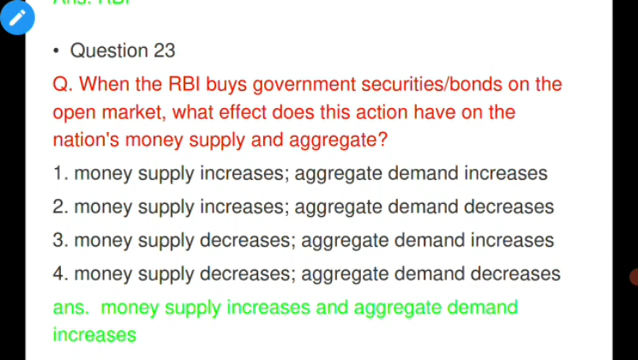 Ans. RBI
• Question 23
Q. When the RBI buys government securities/bonds on the
open market, what effect does this action have on the
nation's money supply and aggregate?
1. money supply increases; aggregate demand increases
2. money supply increases; aggregate demand decreases
3. money supply decreases; aggregate demand increases
4. money supply decreases; aggregate demand decreases
ans.  money supply increases and aggregate demand
increases